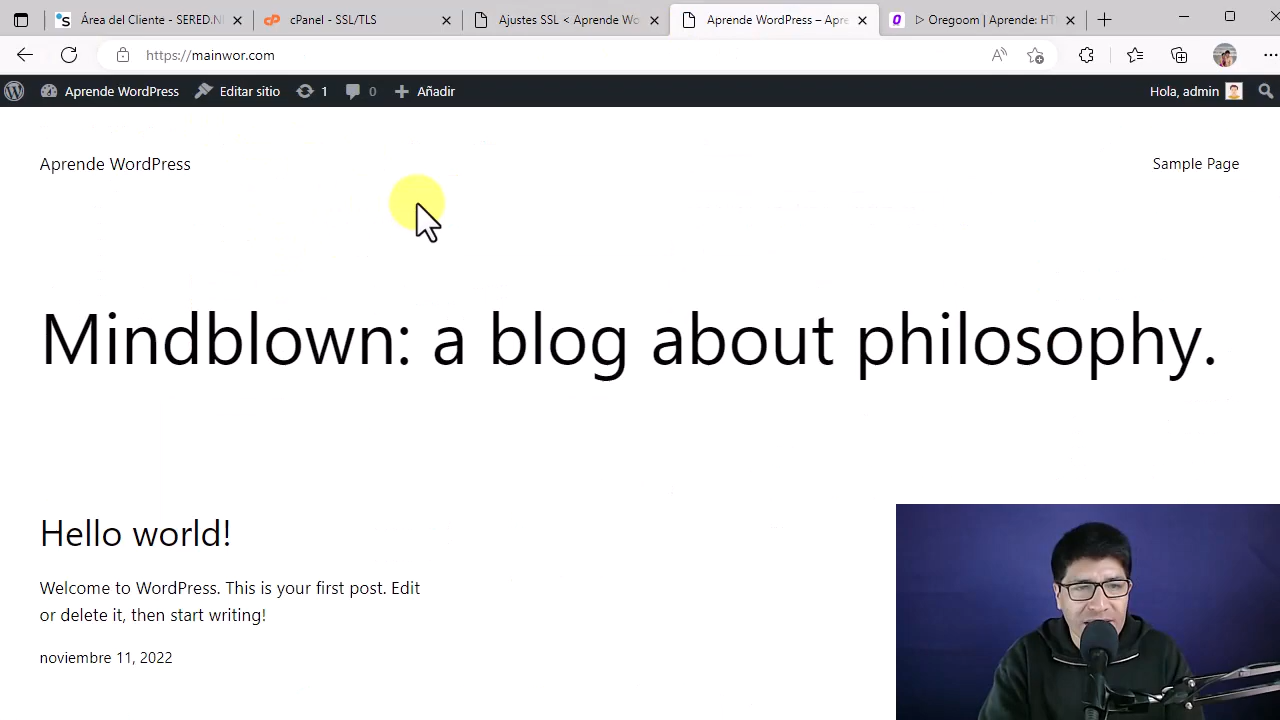 Área del Cliente - SERED.N
cPanel - SSL/TLS
Ajustes SSL < Aprende Wo
Aprende WordPress – Apre
Oregoom | Aprende: HT
https://mainwor.com
Aprende WordPress
Editar sitio
1
0
Añadir
Hola, admin
Aprende WordPress
Sample Page
Mindblown: a blog about philosophy.
Hello world!
Welcome to WordPress. This is your first post. Edit
or delete it, then start writing!
noviembre 11, 2022